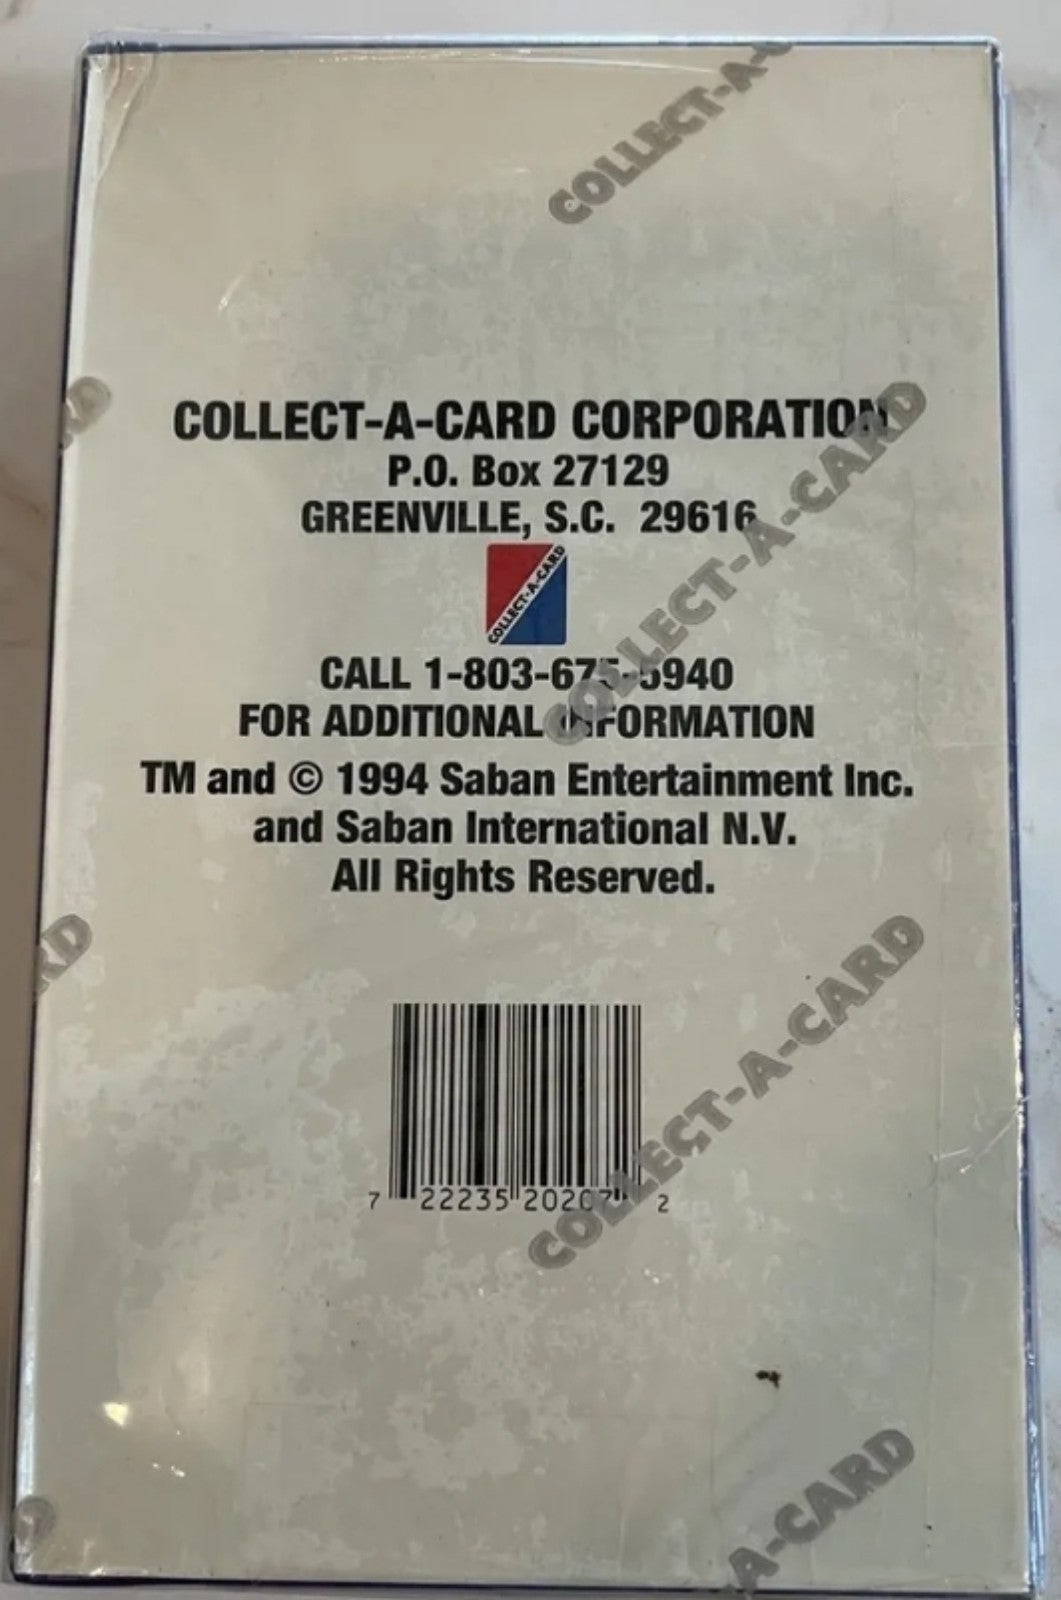 COLLECT-A-C
COLLECT-A-CARD CORPORATION
P.O. Box 27129
GREENVILLE, S.C. 29616
COLLECT-A-CARD
CALL 1-803-675-5940
FOR ADDITIONAL INFORMATION
TM and © 1994 Saban Entertainment Inc.
and Saban International N.V.
All Rights Reserved.
COLLECT-A-CARD
RD
COLLECT-A-CARD
7 22235 20207 2
A-CARD